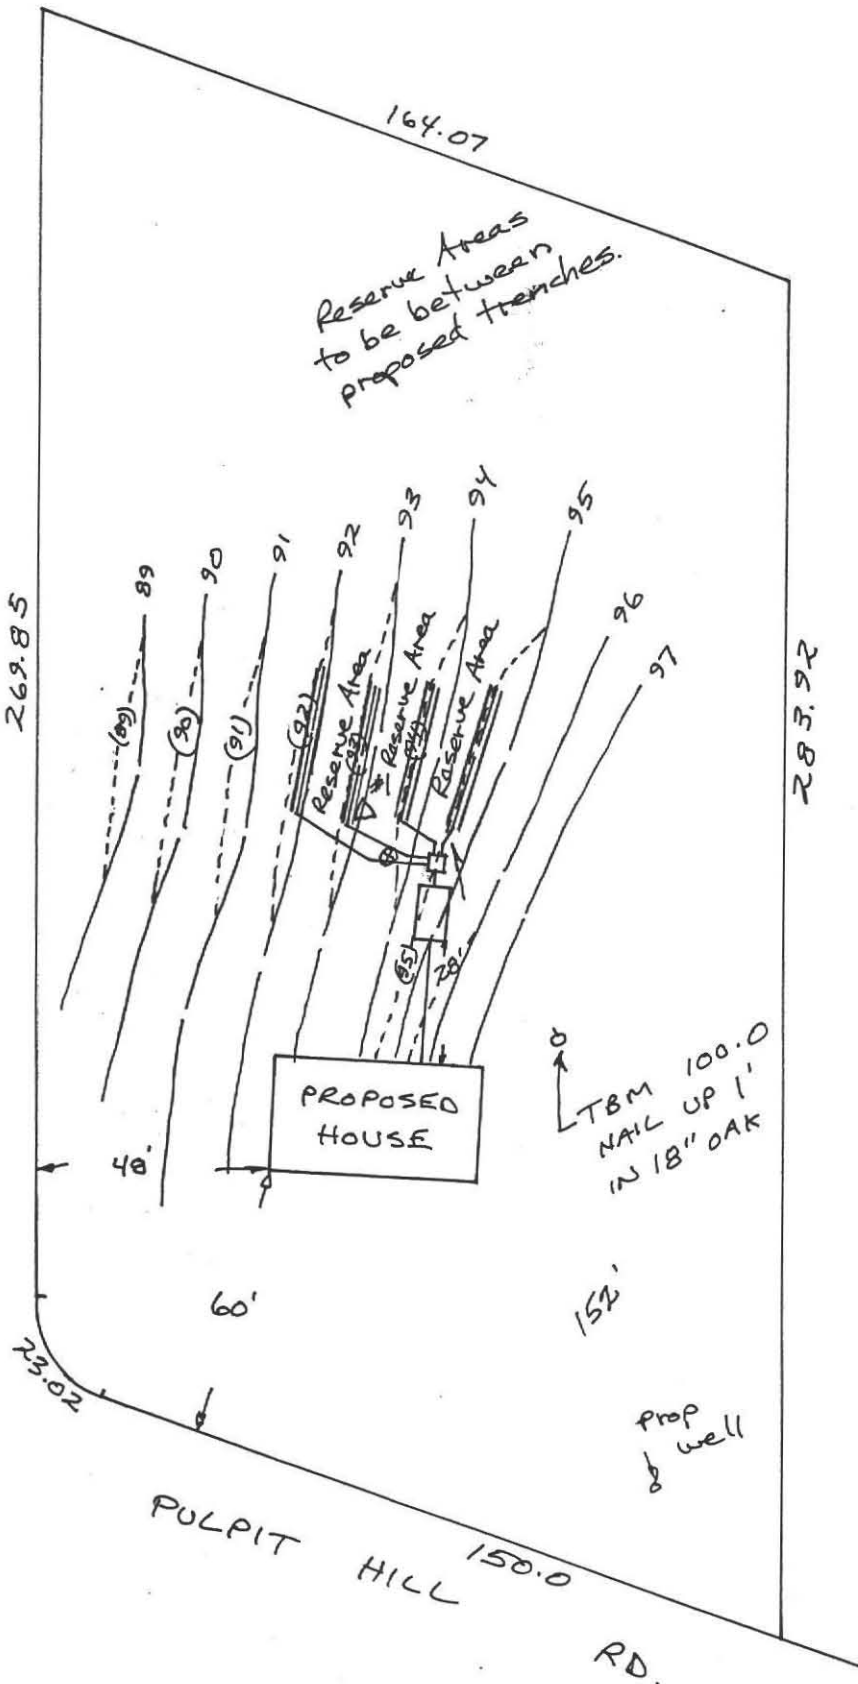 164.07
Reserve Areas
to be between
proposed trenches.
269.85
283.92
89
90
91
92
93
94
95
96
97
(89)
(90)
(91)
(92)
Reserve Area
(93)
D
Reserve Area
(94)
Reserve Area
(95)
28'
PROPOSED
HOUSE
TBM 100.0
NAIL UP 1'
IN 18" OAK
48'
60'
152'
23.02
prop
well
150.0
PULPIT HILL RD.